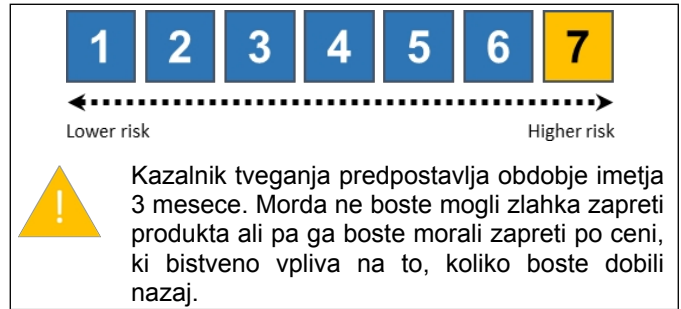 1 2 3 4 5 6 7
Lower risk Higher risk
!
Kazalnik tveganja predpostavlja obdobje imetja
3 mesece. Morda ne boste mogli zlahka zapreti
produkta ali pa ga boste morali zapreti po ceni,
ki bistveno vpliva na to, koliko boste dobili
nazaj.